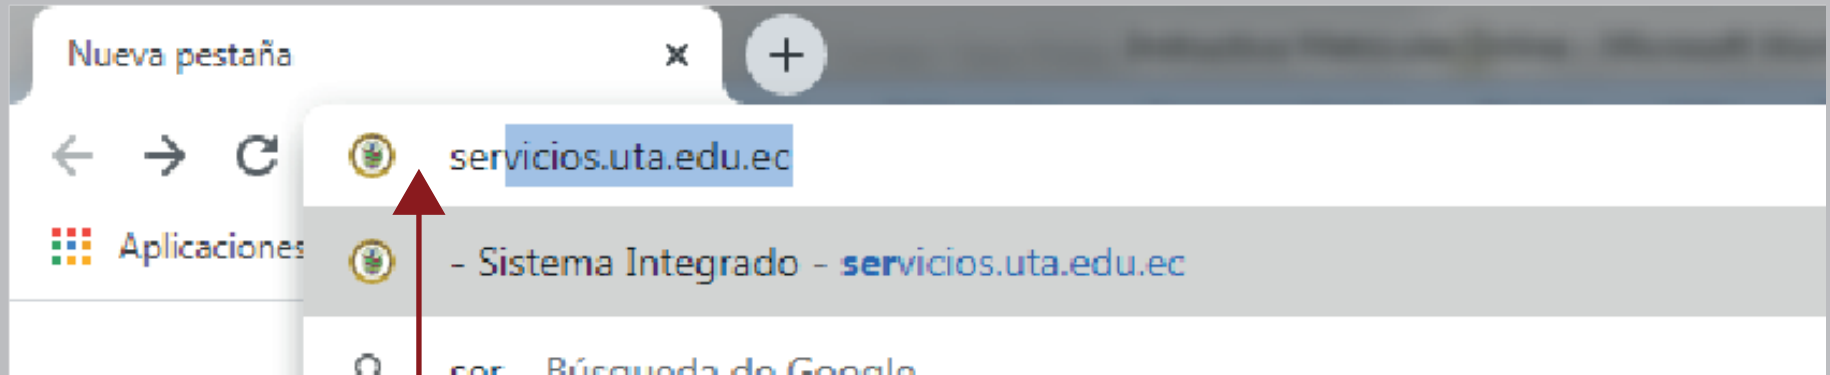 Nueva pestaña
servicios.uta.edu.ec
Aplicaciones
- Sistema Integrado - servicios.uta.edu.ec
ser - Búsqueda de Google